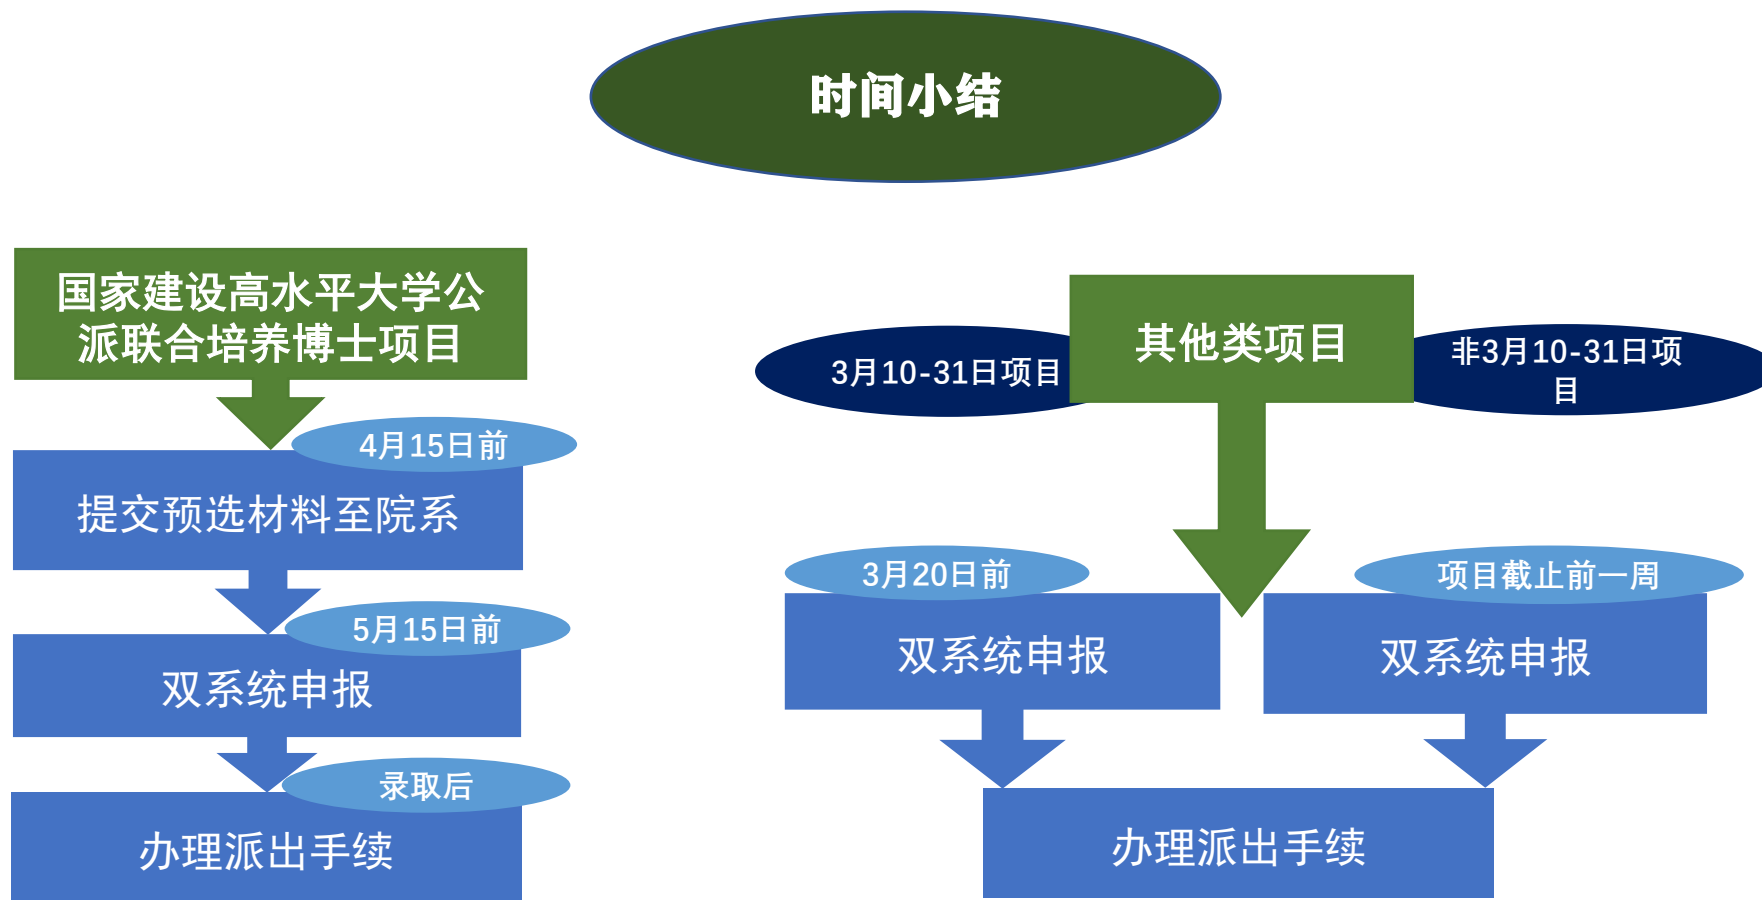 时间小结
国家建设高水平大学公
派联合培养博士项目
4月15日前
提交预选材料至院系
5月15日前
双系统申报
录取后
办理派出手续
其他类项目
3月10-31日项目
非3月10-31日项
目
3月20日前
双系统申报
项目截止前一周
双系统申报
办理派出手续